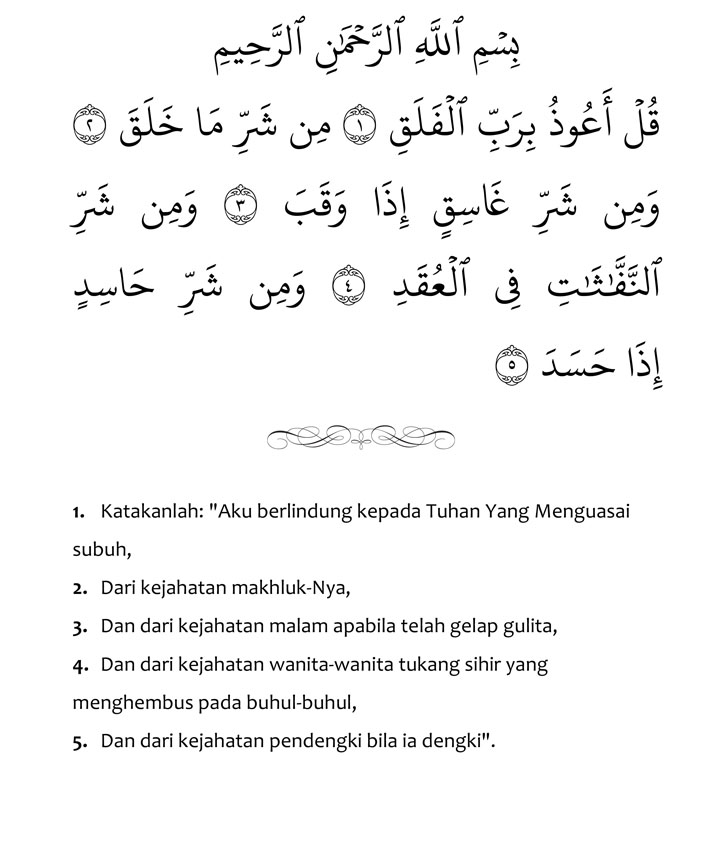 بِسْمِ ٱللَّهِ ٱلرَّحْمَٰنِ ٱلرَّحِيمِ
قُلْ أَعُوذُ بِرَبِّ ٱلْفَلَقِ ١ مِن شَرِّ مَا خَلَقَ ٢
وَمِن شَرِّ غَاسِقٍ إِذَا وَقَبَ ٣ وَمِن شَرِّ
ٱلنَّفَّٰثَٰتِ فِى ٱلْعُقَدِ ٤ وَمِن شَرِّ حَاسِدٍ
إِذَا حَسَدَ ٥
1. Katakanlah: "Aku berlindung kepada Tuhan Yang Menguasai
subuh,
2. Dari kejahatan makhluk-Nya,
3. Dan dari kejahatan malam apabila telah gelap gulita,
4. Dan dari kejahatan wanita-wanita tukang sihir yang
menghembus pada buhul-buhul,
5. Dan dari kejahatan pendengki bila ia dengki".